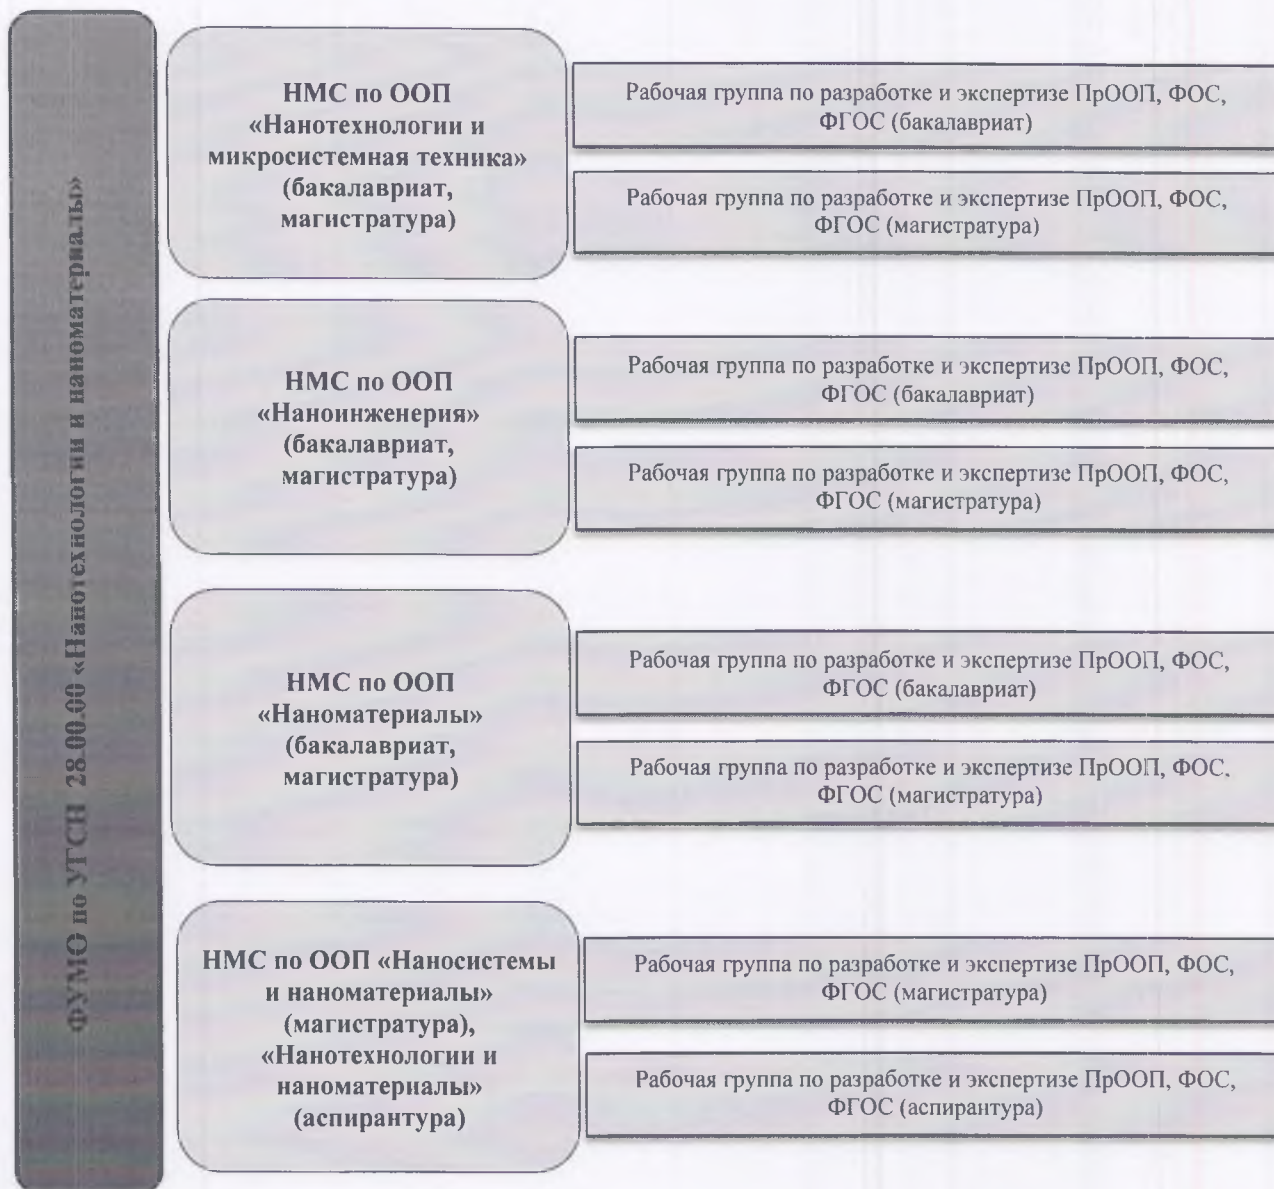 ФУМО по УГСН 28.00.00 «Нанотехнологии и наноматериалы»
НМС по ООП
«Нанотехнологии и
микросистемная техника»
(бакалавриат,
магистратура)
Рабочая группа по разработке и экспертизе ПрООП, ФОС,
ФГОС (бакалавриат)
Рабочая группа по разработке и экспертизе ПрООП, ФОС,
ФГОС (магистратура)
НМС по ООП
«Наноинженерия»
(бакалавриат,
магистратура)
Рабочая группа по разработке и экспертизе ПрООП, ФОС,
ФГОС (бакалавриат)
Рабочая группа по разработке и экспертизе ПрООП, ФОС,
ФГОС (магистратура)
НМС по ООП
«Наноматериалы»
(бакалавриат,
магистратура)
Рабочая группа по разработке и экспертизе ПрООП, ФОС,
ФГОС (бакалавриат)
Рабочая группа по разработке и экспертизе ПрООП, ФОС,
ФГОС (магистратура)
НМС по ООП «Наносистемы
и наноматериалы»
(магистратура),
«Нанотехнологии и
наноматериалы»
(аспирантура)
Рабочая группа по разработке и экспертизе ПрООП, ФОС,
ФГОС (магистратура)
Рабочая группа по разработке и экспертизе ПрООП, ФОС,
ФГОС (аспирантура)